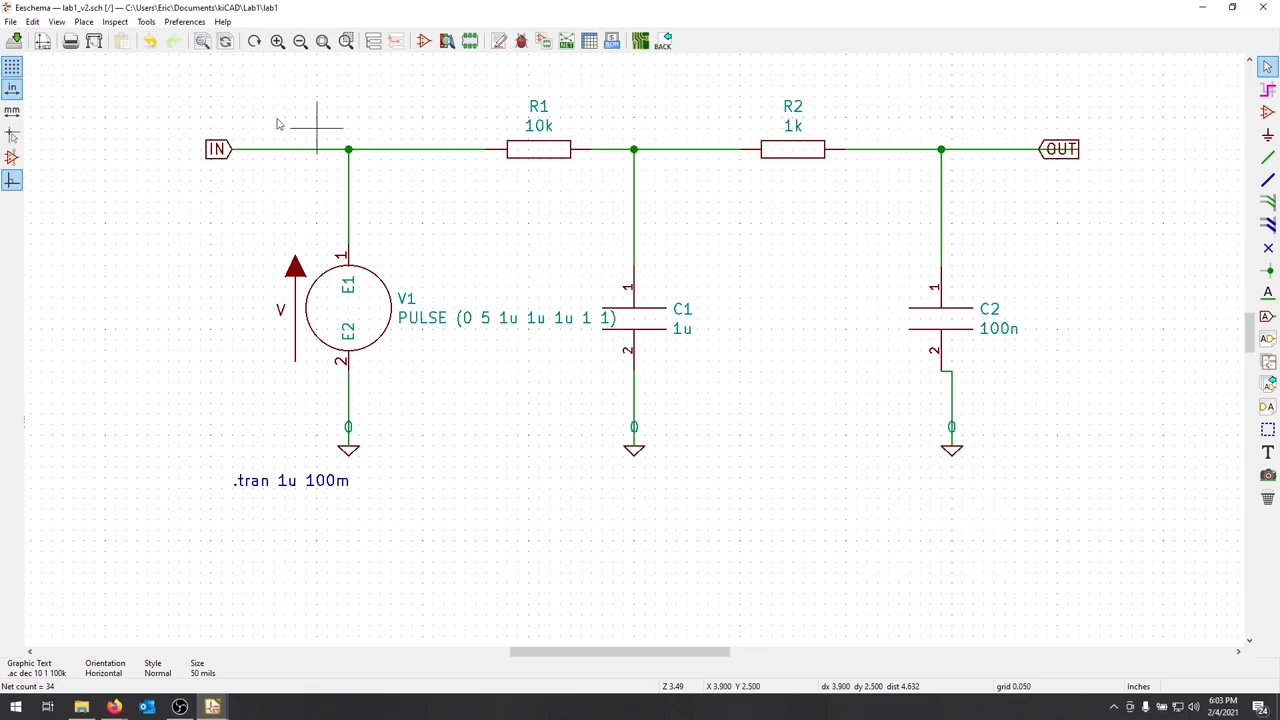 Eeschema — lab1_v2.sch [/] — C:\Users\Eric\Documents\kiCAD\Lab1\lab1
File Edit View Place Inspect Tools Preferences Help
NET
BOM
BACK
in
mm
R1
10k
R2
1k
IN
OUT
1
E1
V
E2
2
V1
PULSE (0 5 1u 1u 1u 1 1)
1
C1
1u
2
1
C2
100n
2
0
0
0
.tran 1u 100m
A
A
AD
DA
T
Graphic Text Orientation Style Size
.ac dec 10 1 100k Horizontal Normal 50 mils
Net count = 34 Z 3.49 X 3.900 Y 2.500 dx 3.900 dy 2.500 dist 4.632 grid 0.050 Inches
6:03 PM
2/4/2021
24